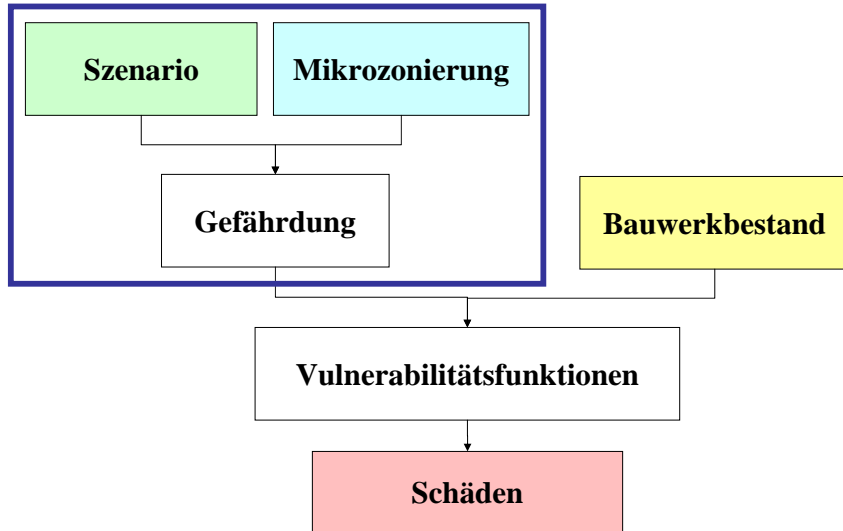 Szenario
Mikrozonierung
Gefährdung
Bauwerkbestand
Vulnerabilitätsfunktionen
Schäden